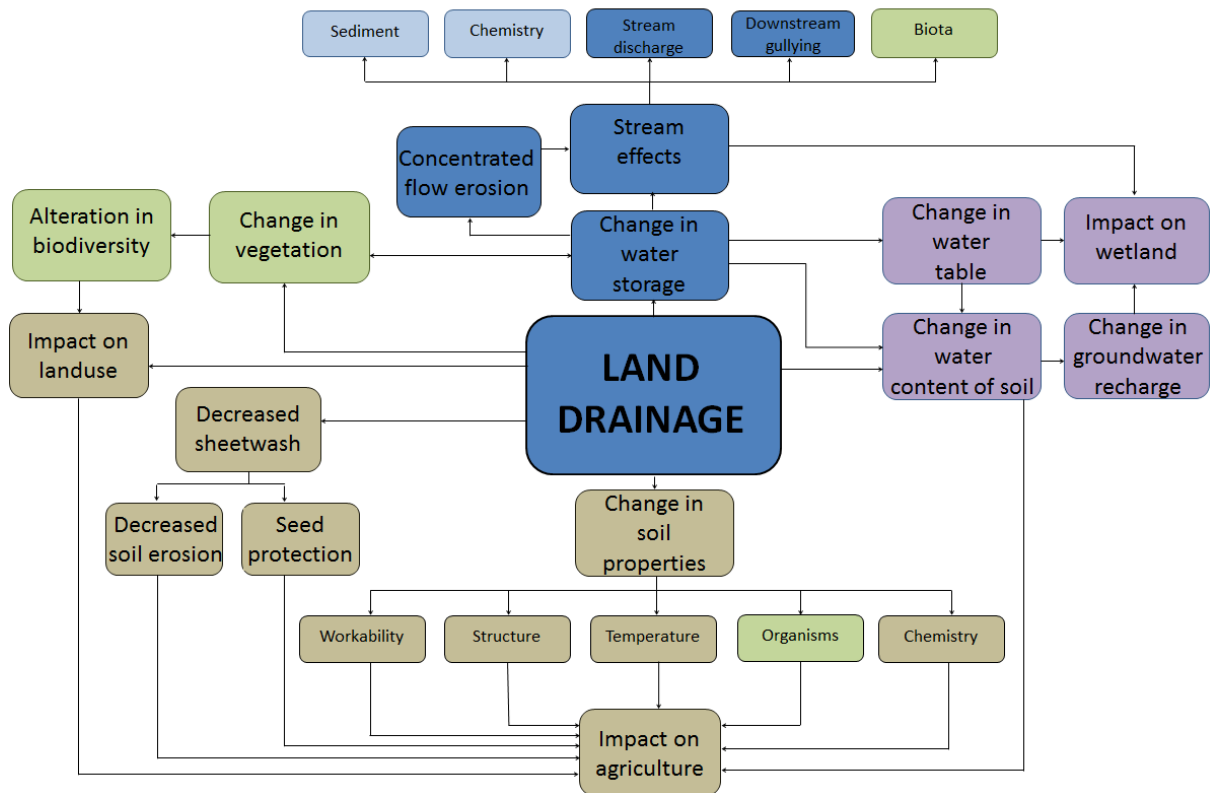 Sediment
Chemistry
Stream
discharge
Downstream
gullying
Biota
Stream
effects
Concentrated
flow erosion
Alteration in
biodiversity
Change in
vegetation
Change in
water
storage
Change in
water
table
Impact on
wetland
Impact on
landuse
LAND
DRAINAGE
Change in
water
content of soil
Change in
groundwater
recharge
Decreased
sheetwash
Decreased
soil erosion
Seed
protection
Change in
soil
properties
Workability
Structure
Temperature
Organisms
Chemistry
Impact on
agriculture